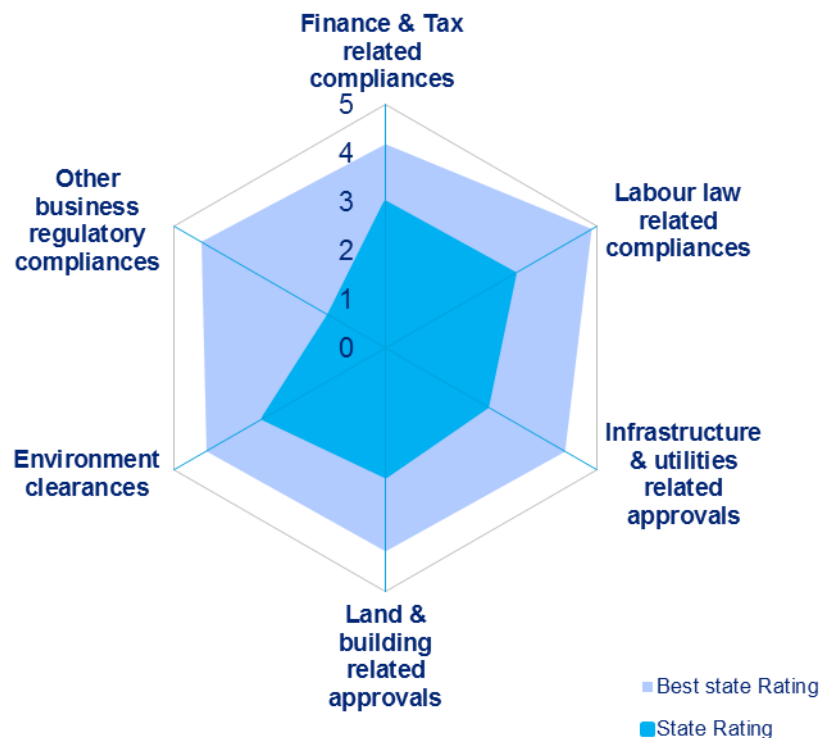 Finance & Tax
related
compliances
5
4
3
2
1
0
Labour law
related
compliances
Infrastructure
& utilities
related
approvals
Land &
building
related
approvals
Environment
clearances
Other
business
regulatory
compliances
Best state Rating
State Rating